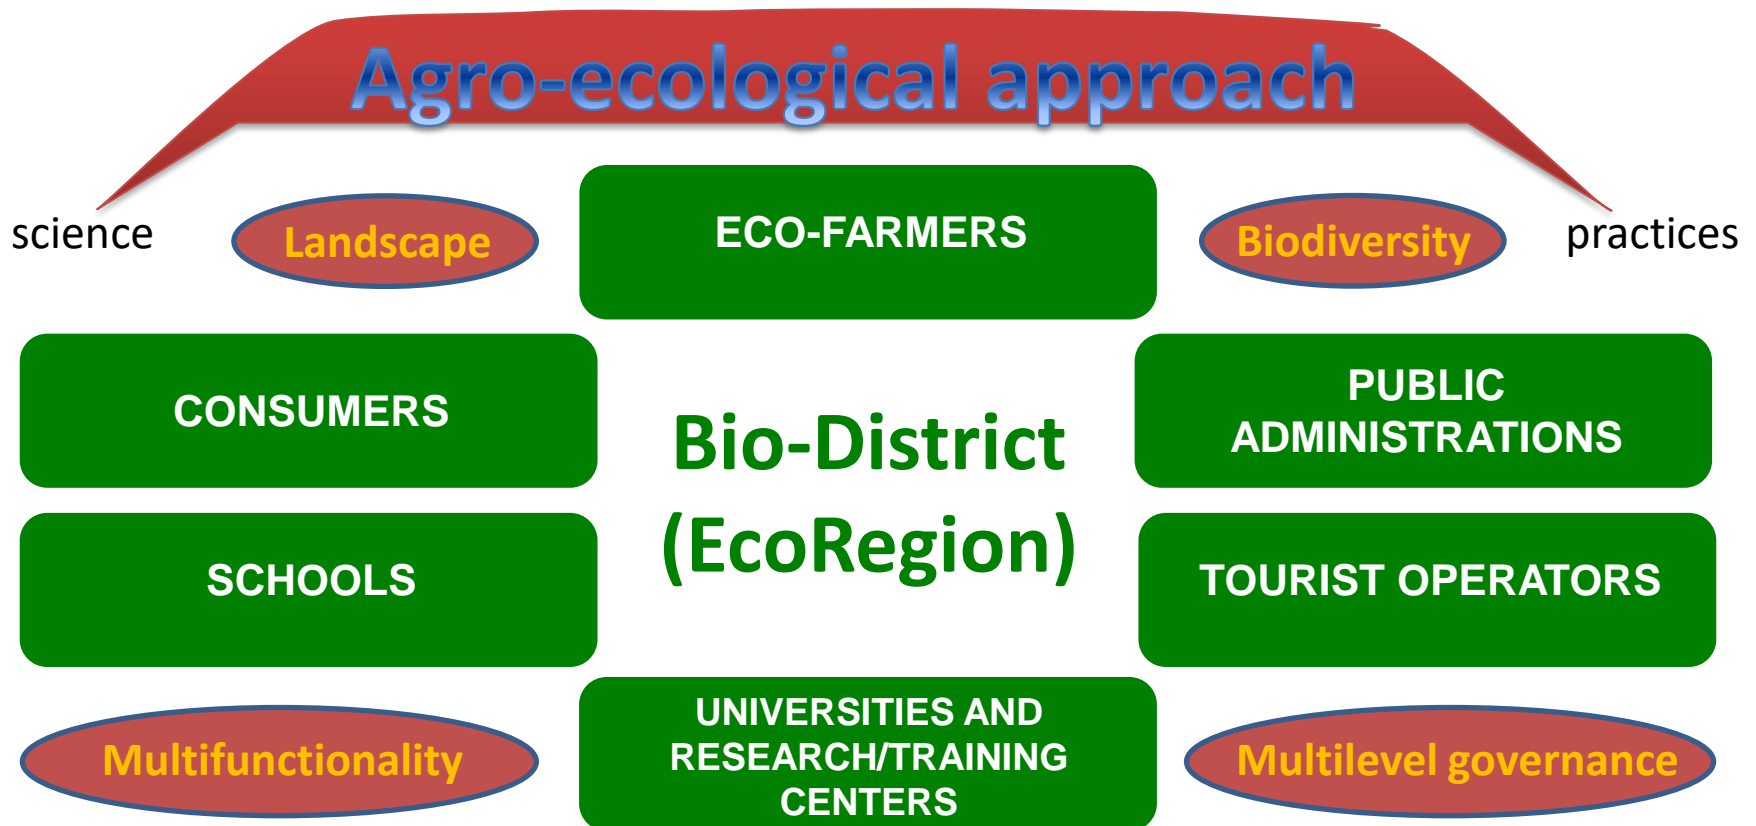 Agro-ecological approach
science
Landscape
ECO-FARMERS
Biodiversity
practices
CONSUMERS
Bio-District
(EcoRegion)
PUBLIC
ADMINISTRATIONS
SCHOOLS
TOURIST OPERATORS
Multifunctionality
UNIVERSITIES AND
RESEARCH/TRAINING
CENTERS
Multilevel governance